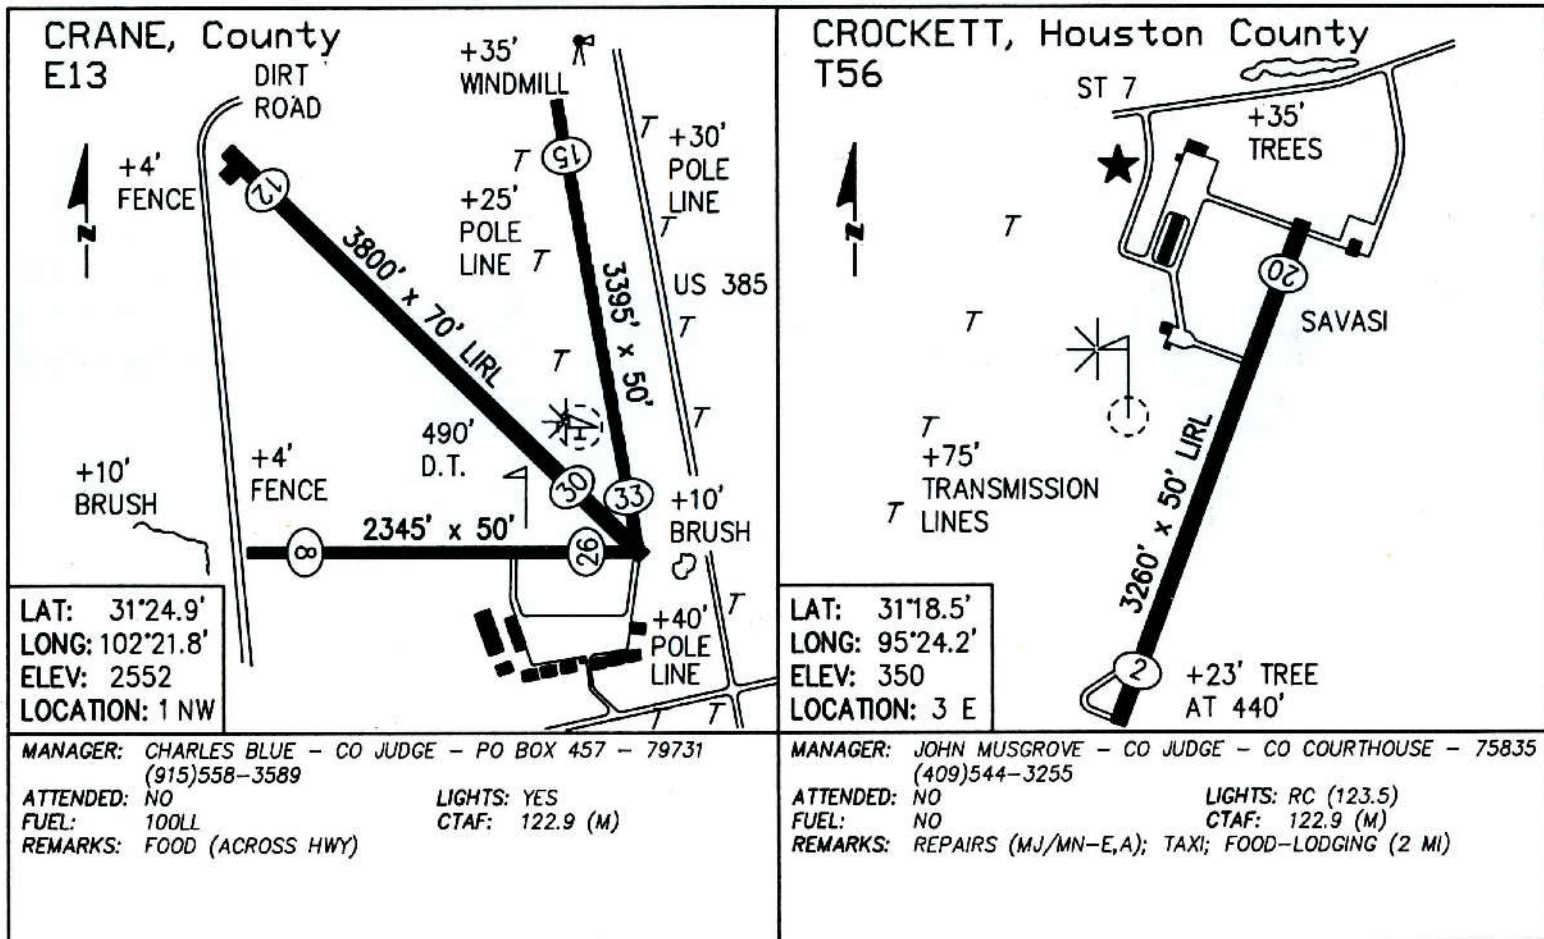 CRANE, County
E13
DIRT
ROAD
+35'
WINDMILL
+4'
FENCE
N
12
15
T
T
+30'
POLE
LINE
+25'
POLE
LINE
T
T
3800' x 70' LIRL
3395' x 50'
US 385
T
T
T
490'
D.T.
H
+10'
BRUSH
+4'
FENCE
30
33
+10'
BRUSH
2345' x 50'
8
26
T
+40'
POLE
LINE
T
T
LAT: 31°24.9'
LONG: 102°21.8'
ELEV: 2552
LOCATION: 1 NW
MANAGER: CHARLES BLUE – CO JUDGE – PO BOX 457 – 79731
(915)558–3589
ATTENDED: NO LIGHTS: YES
FUEL: 100LL CTAF: 122.9 (M)
REMARKS: FOOD (ACROSS HWY)
CROCKETT, Houston County
T56
ST 7
+35'
TREES
N
T
20
T
SAVASI
T
+75'
TRANSMISSION
LINES
T
3260' x 50' LIRL
2
+23' TREE
AT 440'
LAT: 31°18.5'
LONG: 95°24.2'
ELEV: 350
LOCATION: 3 E
MANAGER: JOHN MUSGROVE – CO JUDGE – CO COURTHOUSE – 75835
(409)544–3255
ATTENDED: NO LIGHTS: RC (123.5)
FUEL: NO CTAF: 122.9 (M)
REMARKS: REPAIRS (MJ/MN–E,A); TAXI; FOOD–LODGING (2 MI)